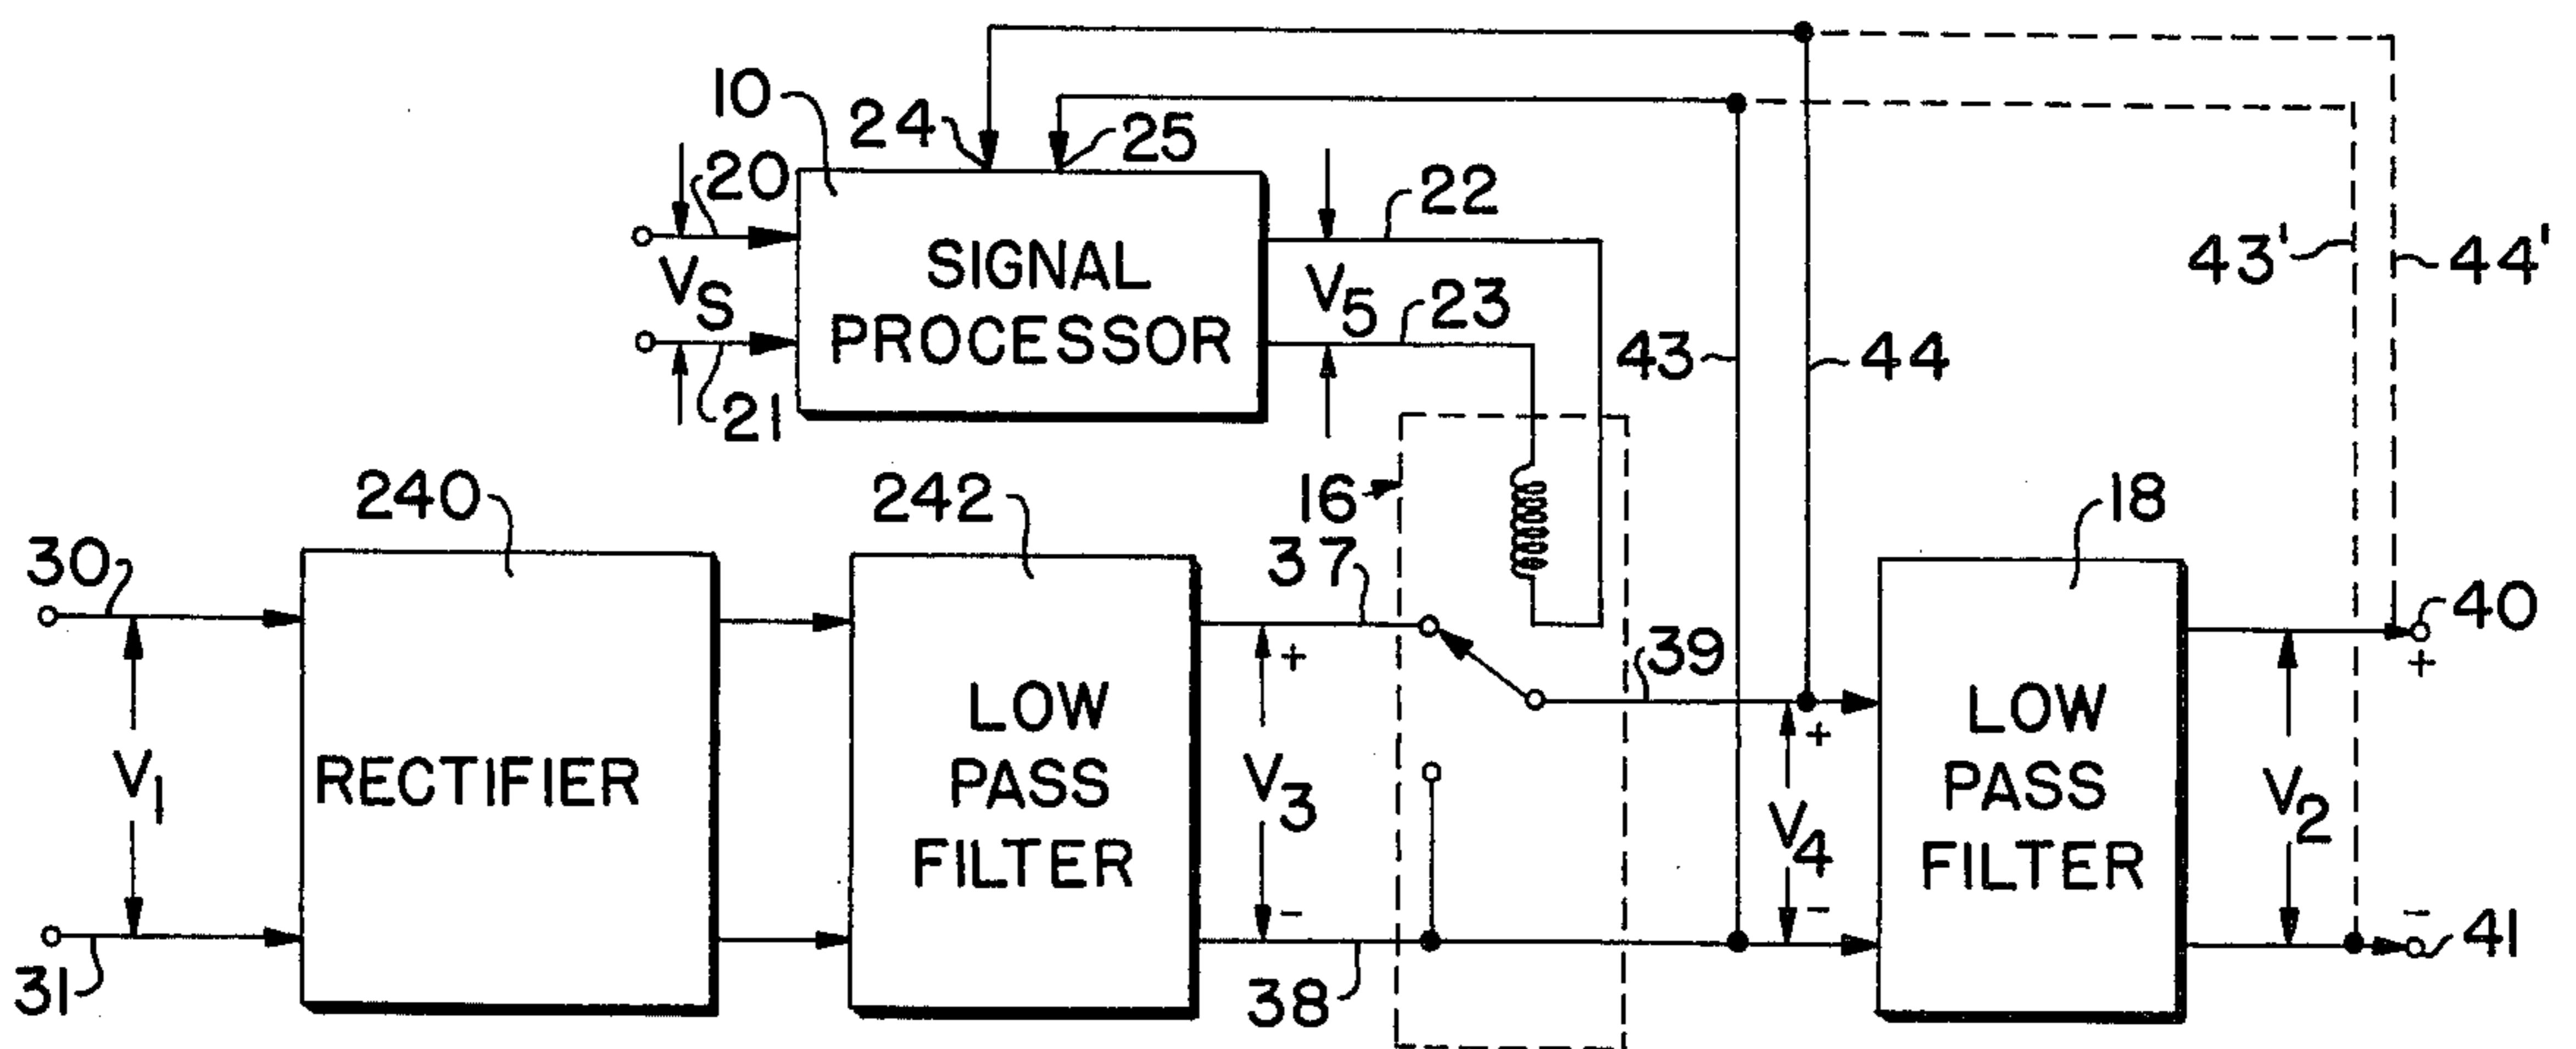 10
24
25
20
22
SIGNAL
PROCESSOR
VS
V5
23
21
43
44
43'
44'
240
242
16
18
30
37
39
40
+
+
+
+
RECTIFIER
LOW
PASS
FILTER
LOW
PASS
FILTER
V1
V3
V4
V2
-
-
-
31
38
41